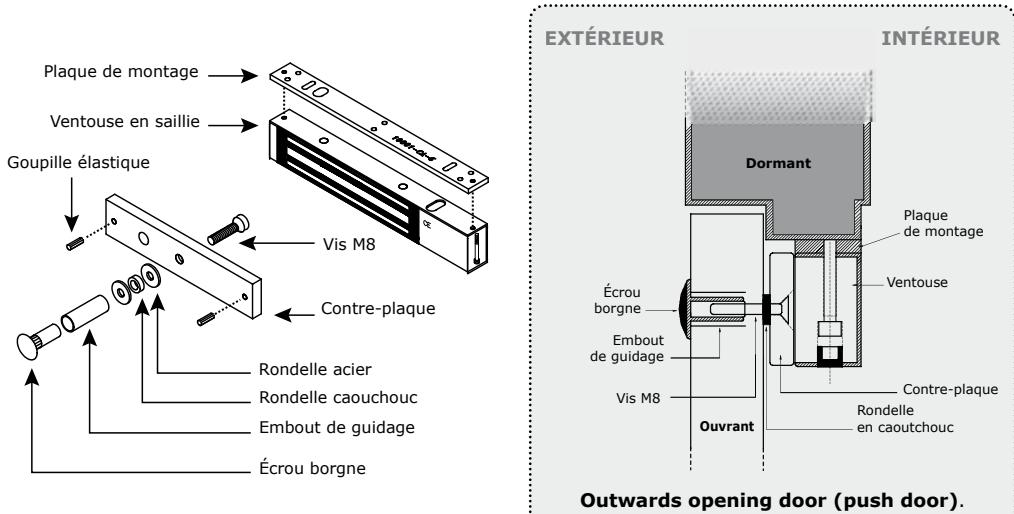 Plaque de montage
Ventouse en saillie
Goupille élastique
Vis M8
Contre-plaque
Rondelle acier
Rondelle caouchouc
Embout de guidage
Écrou borgne
CE
EXTÉRIEUR
INTÉRIEUR
Dormant
Plaque
de montage
Ventouse
Écrou
borgne
Embout
de guidage
Vis M8
Contre-plaque
Ouvrant
Rondelle
en caoutchouc
Outwards opening door (push door).